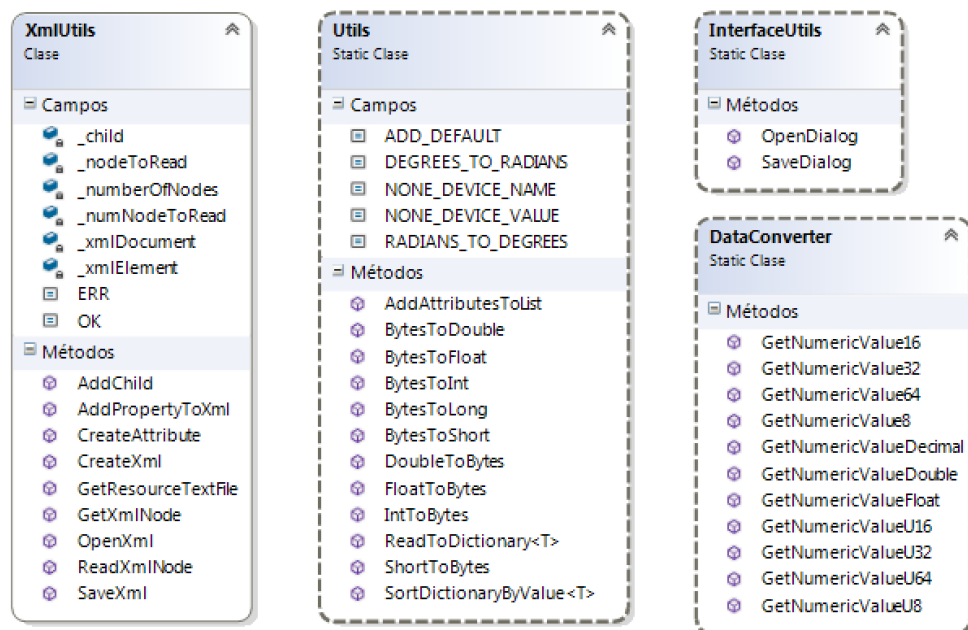 XmlUtils
Clase
Campos
_child
_nodeToRead
_numberOfNodes
_numNodeToRead
_xmlDocument
_xmlElement
ERR
OK
Métodos
AddChild
AddPropertyToXml
CreateAttribute
CreateXml
GetResourceTextFile
GetXmlNode
OpenXml
ReadXmlNode
SaveXml
Utils
Static Clase
Campos
ADD_DEFAULT
DEGREES_TO_RADIANS
NONE_DEVICE_NAME
NONE_DEVICE_VALUE
RADIANS_TO_DEGREES
Métodos
AddAttributesToList
BytesToDouble
BytesToFloat
BytesToInt
BytesToLong
BytesToShort
DoubleToBytes
FloatToBytes
IntToBytes
ReadToDictionary<T>
ShortToBytes
SortDictionaryByValue<T>
InterfaceUtils
Static Clase
Métodos
OpenDialog
SaveDialog
DataConverter
Static Clase
Métodos
GetNumericValue16
GetNumericValue32
GetNumericValue64
GetNumericValue8
GetNumericValueDecimal
GetNumericValueDouble
GetNumericValueFloat
GetNumericValueU16
GetNumericValueU32
GetNumericValueU64
GetNumericValueU8